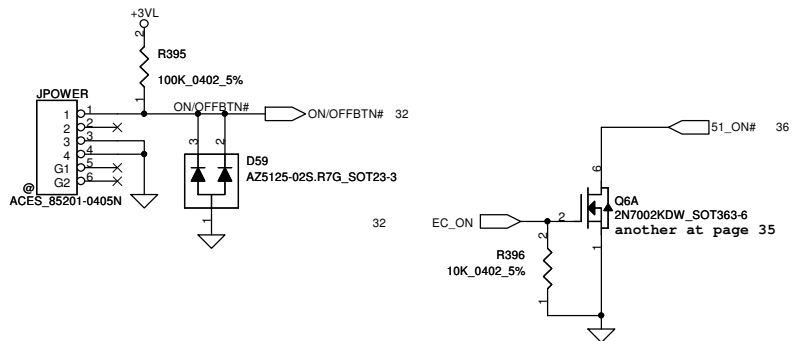 +3VL
2
R395
100K_0402_5%
1
JPOWER
1 1
2 2
3 3
4 4
G1 5
G2 6
@
ACES_85201-0405N
ON/OFFBTN#
ON/OFFBTN# 32
3 2
D59
AZ5125-02S.R7G_SOT23-3
1
32
EC_ON
51_ON# 36
6
Q6A
2N7002KDW_SOT363-6
another at page 35
2
1
2
R396
10K_0402_5%
1